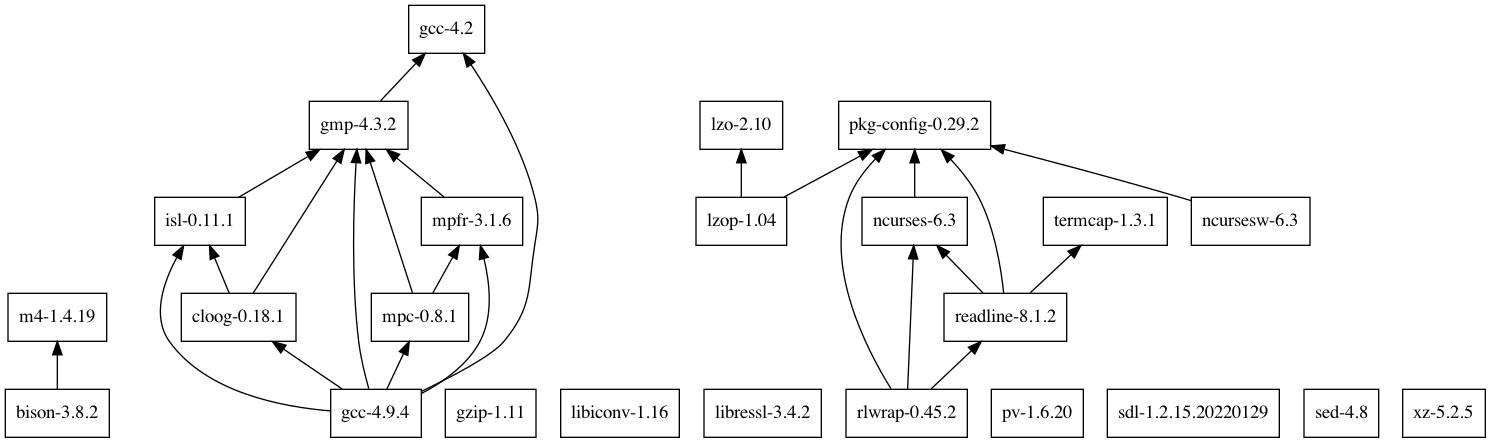 gcc-4.2
gmp-4.3.2
lzo-2.10
pkg-config-0.29.2
isl-0.11.1
mpfr-3.1.6
lzop-1.04
ncurses-6.3
termcap-1.3.1
ncursesw-6.3
m4-1.4.19
cloog-0.18.1
mpc-0.8.1
readline-8.1.2
bison-3.8.2
gcc-4.9.4
gzip-1.11
libiconv-1.16
libressl-3.4.2
rlwrap-0.45.2
pv-1.6.20
sdl-1.2.15.20220129
sed-4.8
xz-5.2.5